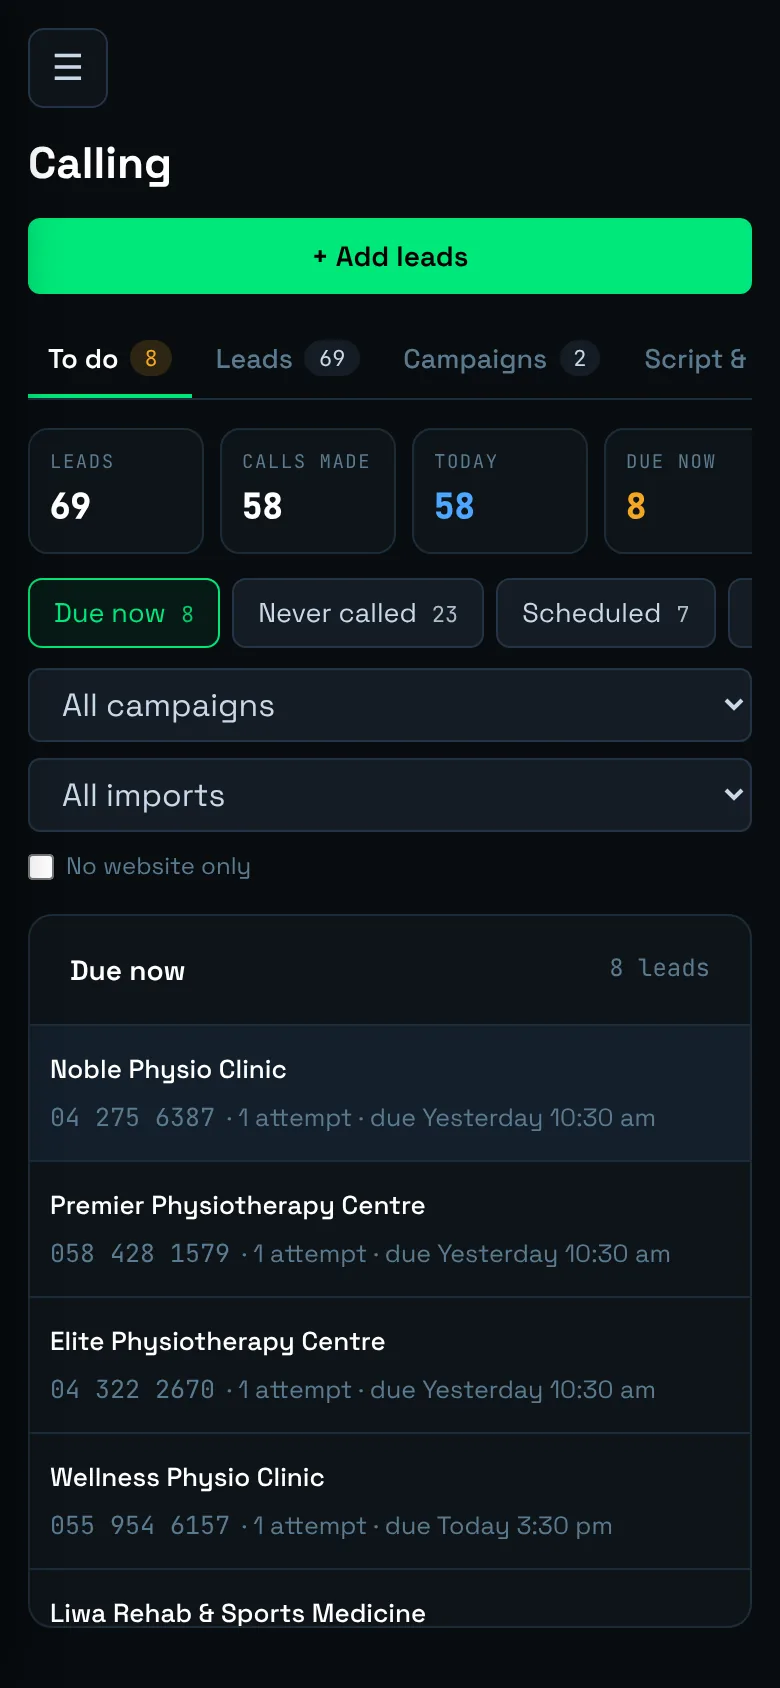 ☰
Calling
+ Add leads
To do 8 Leads 69 Campaigns 2 Script &
LEADS CALLS MADE TODAY DUE NOW
69 58 58 8
Due now 8 Never called 23 Scheduled 7
All campaigns
All imports
No website only
Due now 8 leads
Noble Physio Clinic
04 275 6387 · 1 attempt · due Yesterday 10:30 am
Premier Physiotherapy Centre
058 428 1579 · 1 attempt · due Yesterday 10:30 am
Elite Physiotherapy Centre
04 322 2670 · 1 attempt · due Yesterday 10:30 am
Wellness Physio Clinic
055 954 6157 · 1 attempt · due Today 3:30 pm
Liwa Rehab & Sports Medicine